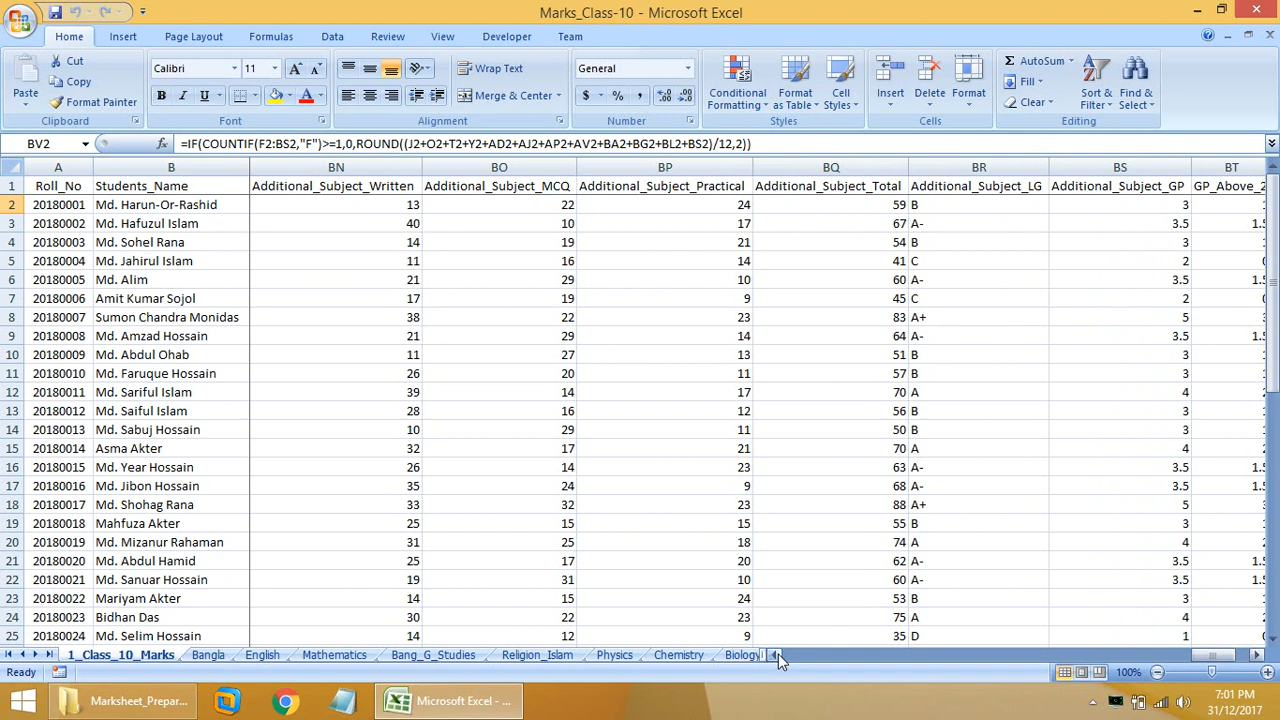 Marks_Class-10 - Microsoft Excel
Home Insert Page Layout Formulas Data Review View Developer Team
Paste Cut Copy Format Painter Clipboard
Calibri 11 B I U A Font
Wrap Text Merge & Center Alignment
General $ % , Number
Conditional Formatting Format as Table Cell Styles Styles
Insert Delete Format Cells
Σ AutoSum Fill Clear Sort & Filter Find & Select Editing
BV2 fx =IF(COUNTIF(F2:BS2,"F")>=1,0,ROUND((J2+O2+T2+Y2+AD2+AJ2+AP2+AV2+BA2+BG2+BL2+BS2)/12,2))
A B BN BO BP BQ BR BS BT
1 Roll_No Students_Name Additional_Subject_Written Additional_Subject_MCQ Additional_Subject_Practical Additional_Subject_Total Additional_Subject_LG Additional_Subject_GP GP_Above_2
2 20180001 Md. Harun-Or-Rashid 13 22 24 59 B 3
3 20180002 Md. Hafuzul Islam 40 10 17 67 A- 3.5 1.5
4 20180003 Md. Sohel Rana 14 19 21 54 B 3
5 20180004 Md. Jahirul Islam 11 16 14 41 C 2
6 20180005 Md. Alim 21 29 10 60 A- 3.5 1.5
7 20180006 Amit Kumar Sojol 17 19 9 45 C 2
8 20180007 Sumon Chandra Monidas 38 22 23 83 A+ 5
9 20180008 Md. Amzad Hossain 21 29 14 64 A- 3.5 1.5
10 20180009 Md. Abdul Ohab 11 27 13 51 B 3
11 20180010 Md. Faruque Hossain 26 20 11 57 B 3
12 20180011 Md. Sariful Islam 39 14 17 70 A 4
13 20180012 Md. Saiful Islam 28 16 12 56 B 3
14 20180013 Md. Sabuj Hossain 10 29 11 50 B 3
15 20180014 Asma Akter 32 17 21 70 A 4
16 20180015 Md. Year Hossain 26 14 23 63 A- 3.5 1.5
17 20180016 Md. Jibon Hossain 35 24 9 68 A- 3.5 1.5
18 20180017 Md. Shohag Rana 33 32 23 88 A+ 5
19 20180018 Mahfuza Akter 25 15 15 55 B 3
20 20180019 Md. Mizanur Rahaman 31 25 18 74 A 4
21 20180020 Md. Abdul Hamid 25 17 20 62 A- 3.5 1.5
22 20180021 Md. Sanuar Hossain 19 31 10 60 A- 3.5 1.5
23 20180022 Mariyam Akter 14 15 24 53 B 3
24 20180023 Bidhan Das 30 22 23 75 A 4
25 20180024 Md. Selim Hossain 14 12 9 35 D 1
1_Class_10_Marks Bangla English Mathematics Bang_G_Studies Religion_Islam Physics Chemistry Biology
Ready 100%
Marksheet_Prepar... Microsoft Excel - ... 7:01 PM
31/12/2017